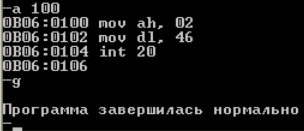 -a 100
0B06:0100 mov ah, 02
0B06:0102 mov dl, 46
0B06:0104 int 20
0B06:0106
-g
Программа завершилась нормально
-